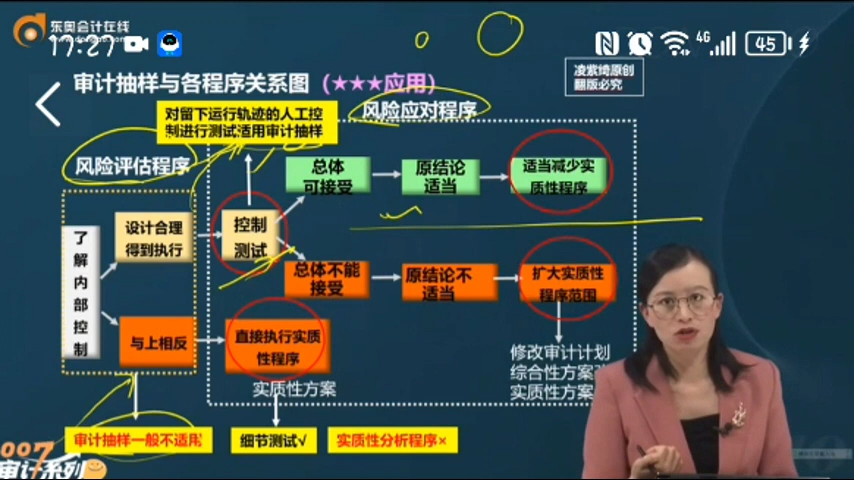 东奥会计在线
17:27
4G
45
审计抽样与各程序关系图（★★★应用）
凌紫绮原创
翻版必究
对留下运行轨迹的人工控
制进行测试适用审计抽样
风险应对程序
风险评估程序
总体
可接受
原结论
适当
适当减少实
质性程序
设计合理
得到执行
控制
测试
了解内部控制
总体不能
接受
原结论不
适当
扩大实质性
程序范围
与上相反
直接执行实质
性程序
实质性方案
修改审计计划
综合性方案
实质性方案
审计抽样一般不适用
细节测试√
实质性分析程序×
007
审计系列